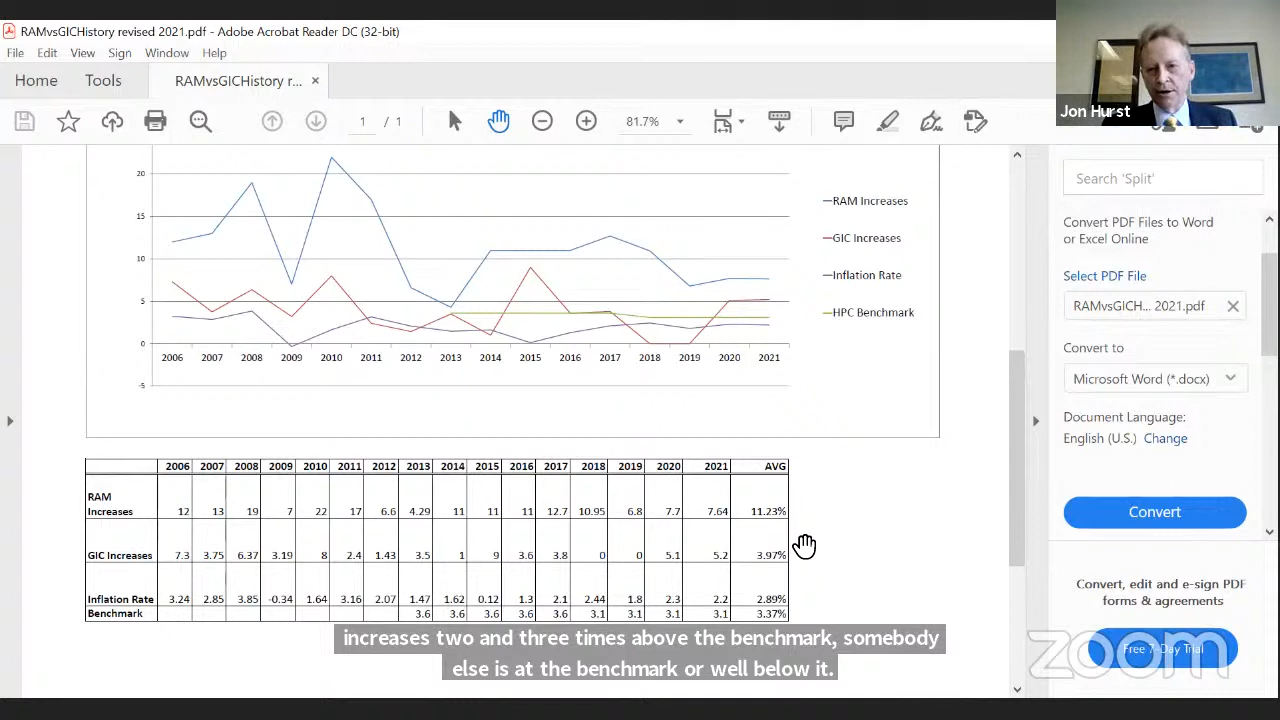 RAMvsGICHistory revised 2021.pdf - Adobe Acrobat Reader DC (32-bit)
File Edit View Sign Window Help
Home Tools RAMvsGICHistory r... ×
1 / 1 81.7%
Jon Hurst
20
15
10
5
0
-5
2006 2007 2008 2009 2010 2011 2012 2013 2014 2015 2016 2017 2018 2019 2020 2021
RAM Increases
GIC Increases
Inflation Rate
HPC Benchmark
2006 2007 2008 2009 2010 2011 2012 2013 2014 2015 2016 2017 2018 2019 2020 2021 AVG
RAM
Increases 12 13 19 7 22 17 6.6 4.29 11 11 11 12.7 10.95 6.8 7.7 7.64 11.23%
GIC Increases 7.3 3.75 6.37 3.19 8 2.4 1.43 3.5 1 9 3.6 3.8 0 0 5.1 5.2 3.97%
Inflation Rate 3.24 2.85 3.85 -0.34 1.64 3.16 2.07 1.47 1.62 0.12 1.3 2.1 2.44 1.8 2.3 2.2 2.89%
Benchmark 3.6 3.6 3.6 3.6 3.6 3.1 3.1 3.1 3.1 3.37%
increases two and three times above the benchmark, somebody
else is at the benchmark or well below it.
Search 'Split'
Convert PDF Files to Word
or Excel Online
Select PDF File
RAMvsGICH... 2021.pdf
Convert to
Microsoft Word (*.docx)
Document Language:
English (U.S.) Change
Convert
Convert, edit and e-sign PDF
forms & agreements
Free 7-Day Trial
zoom